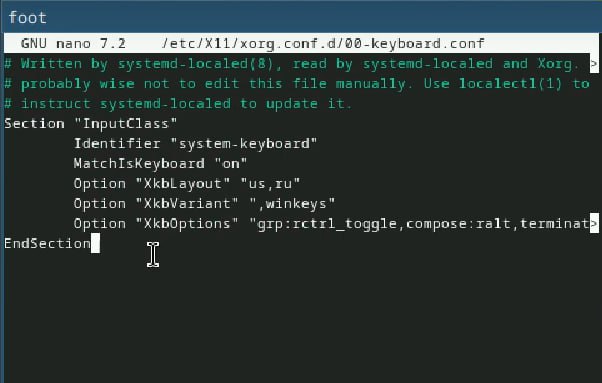 foot
GNU nano 7.2 /etc/X11/xorg.conf.d/00-keyboard.conf
# Written by systemd-localed(8), read by systemd-localed and Xorg. >
# probably wise not to edit this file manually. Use localectl(1) to
# instruct systemd-localed to update it.
Section "InputClass"
Identifier "system-keyboard"
MatchIsKeyboard "on"
Option "XkbLayout" "us,ru"
Option "XkbVariant" ",winkeys"
Option "XkbOptions" "grp:rctrl_toggle,compose:ralt,terminat>
EndSection